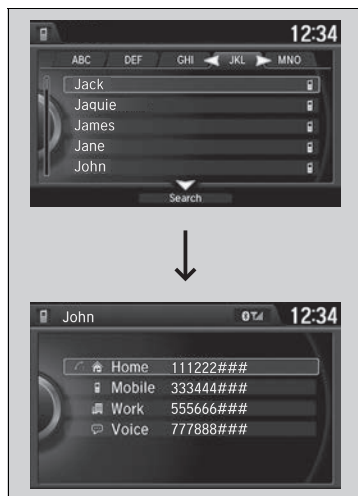 12:34
ABC DEF GHI JKL MNO
Jack
Jaquie
James
Jane
John
Search
John 12:34
Home 111222###
Mobile 333444###
Work 555666###
Voice 777888###